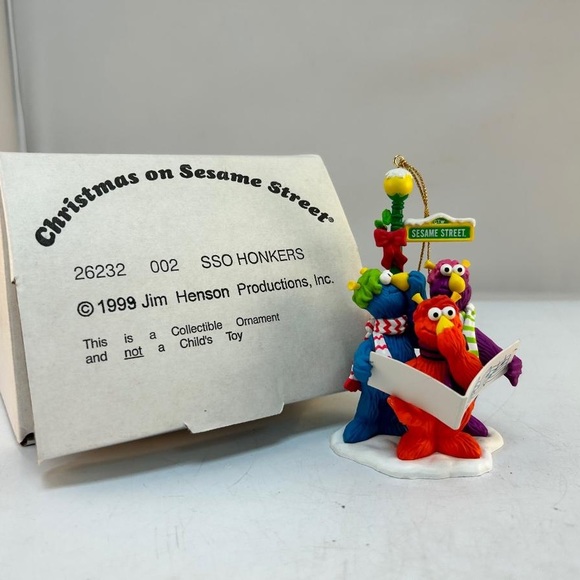 Christmas on Sesame Street®
26232 002 SSO HONKERS
© 1999 Jim Henson Productions, Inc.
This is a Collectible Ornament
and not a Child's Toy
SESAME STREET